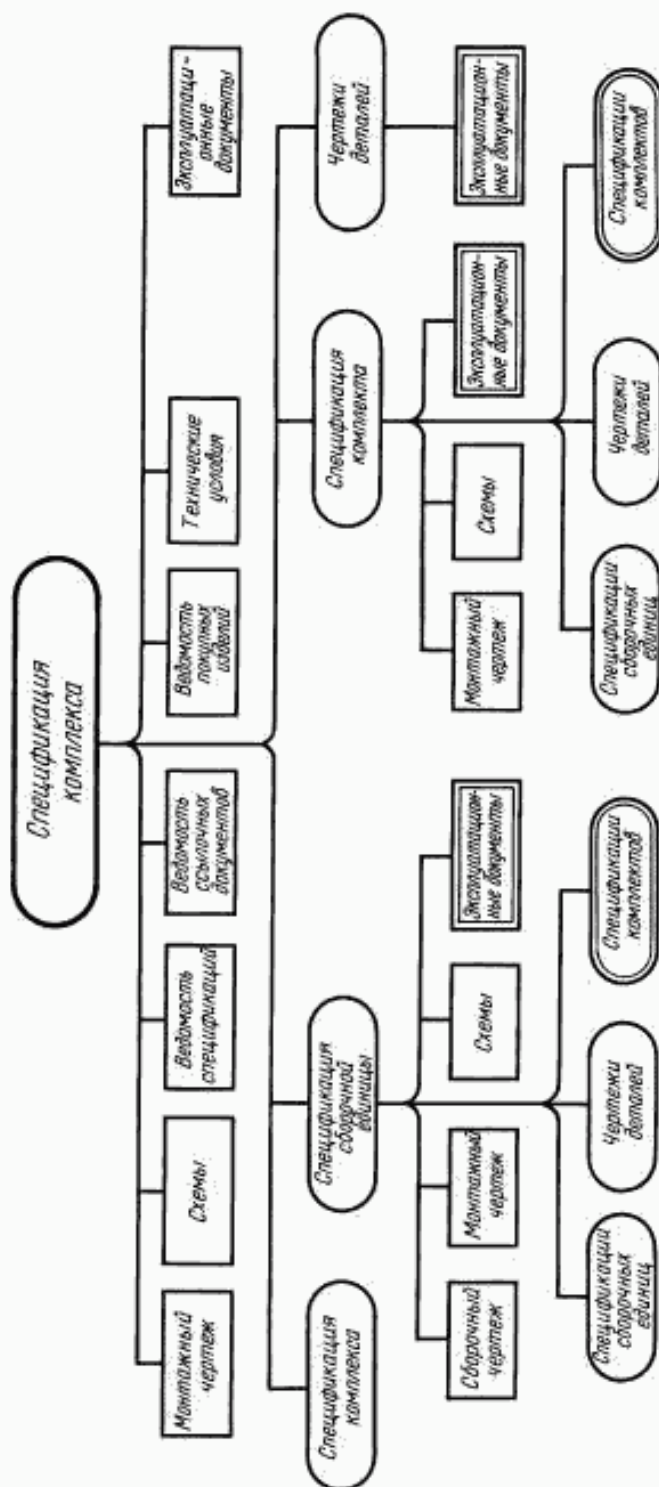 Спецификация
комплекса
Монтажный
чертеж
Схемы
Ведомость
спецификаций
Ведомость
ссылочных
документов
Ведомость
покупных
изделий
Технические
условия
Эксплуатаци-
онные
документы
Спецификация
комплекса
Спецификация
сборочной
единицы
Спецификация
комплекта
Чертежи
деталей
Сборочный
чертеж
Монтажный
чертеж
Схемы
Эксплуатацион-
ные документы
Монтажный
чертеж
Схемы
Эксплуатацион-
ные документы
Эксплуатацион-
ные документы
Спецификации
сборочных
единиц
Чертежи
деталей
Спецификации
комплектов
Спецификации
сборочных
единиц
Чертежи
деталей
Спецификации
комплектов